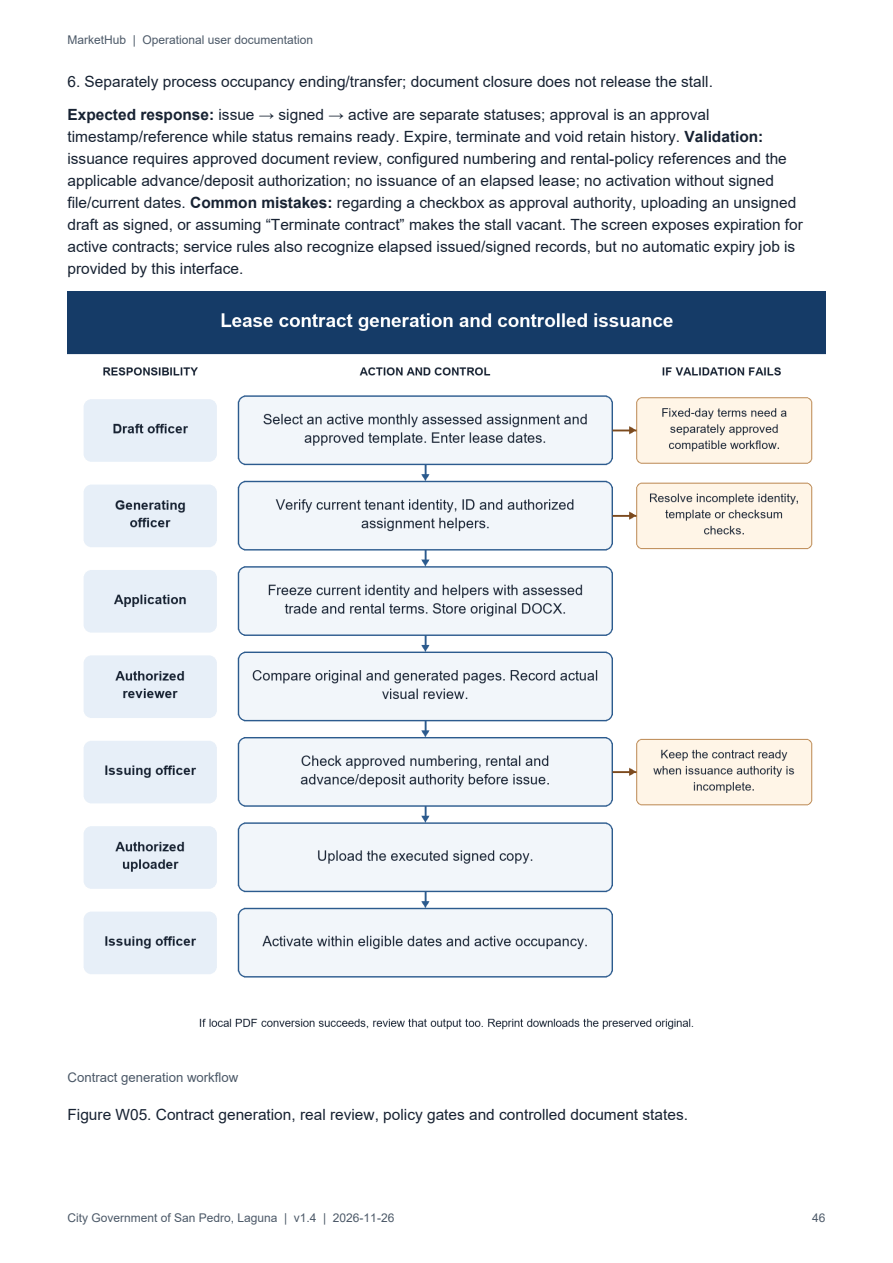 MarketHub | Operational user documentation
6. Separately process occupancy ending/transfer; document closure does not release the stall.
Expected response: issue → signed → active are separate statuses; approval is an approval
timestamp/reference while status remains ready. Expire, terminate and void retain history. Validation:
issuance requires approved document review, configured numbering and rental-policy references and the
applicable advance/deposit authorization; no issuance of an elapsed lease; no activation without signed
file/current dates. Common mistakes: regarding a checkbox as approval authority, uploading an unsigned
draft as signed, or assuming “Terminate contract” makes the stall vacant. The screen exposes expiration for
active contracts; service rules also recognize elapsed issued/signed records, but no automatic expiry job is
provided by this interface.
Lease contract generation and controlled issuance
RESPONSIBILITY
ACTION AND CONTROL
IF VALIDATION FAILS
Draft officer
Select an active monthly assessed assignment and
approved template. Enter lease dates.
Fixed-day terms need a
separately approved
compatible workflow.
Generating
officer
Verify current tenant identity, ID and authorized
assignment helpers.
Resolve incomplete identity,
template or checksum
checks.
Application
Freeze current identity and helpers with assessed
trade and rental terms. Store original DOCX.
Authorized
reviewer
Compare original and generated pages. Record actual
visual review.
Issuing officer
Check approved numbering, rental and
advance/deposit authority before issue.
Keep the contract ready
when issuance authority is
incomplete.
Authorized
uploader
Upload the executed signed copy.
Issuing officer
Activate within eligible dates and active occupancy.
If local PDF conversion succeeds, review that output too. Reprint downloads the preserved original.
Contract generation workflow
Figure W05. Contract generation, real review, policy gates and controlled document states.
City Government of San Pedro, Laguna | v1.4 | 2026-11-26
46